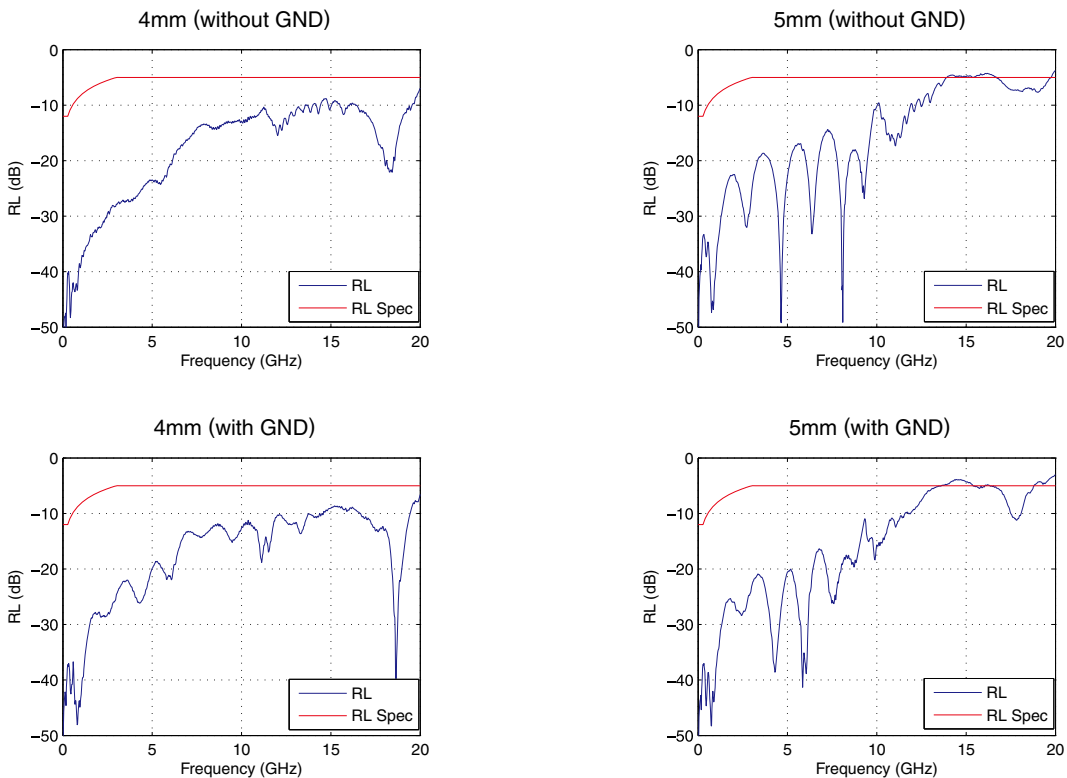 4mm (without GND)
0
−10
−20
−30
−40
−50
RL (dB)
0 5 10 15 20
Frequency (GHz)
RL
RL Spec
5mm (without GND)
0
−10
−20
−30
−40
−50
RL (dB)
0 5 10 15 20
Frequency (GHz)
RL
RL Spec
4mm (with GND)
0
−10
−20
−30
−40
−50
RL (dB)
0 5 10 15 20
Frequency (GHz)
RL
RL Spec
5mm (with GND)
0
−10
−20
−30
−40
−50
RL (dB)
0 5 10 15 20
Frequency (GHz)
RL
RL Spec